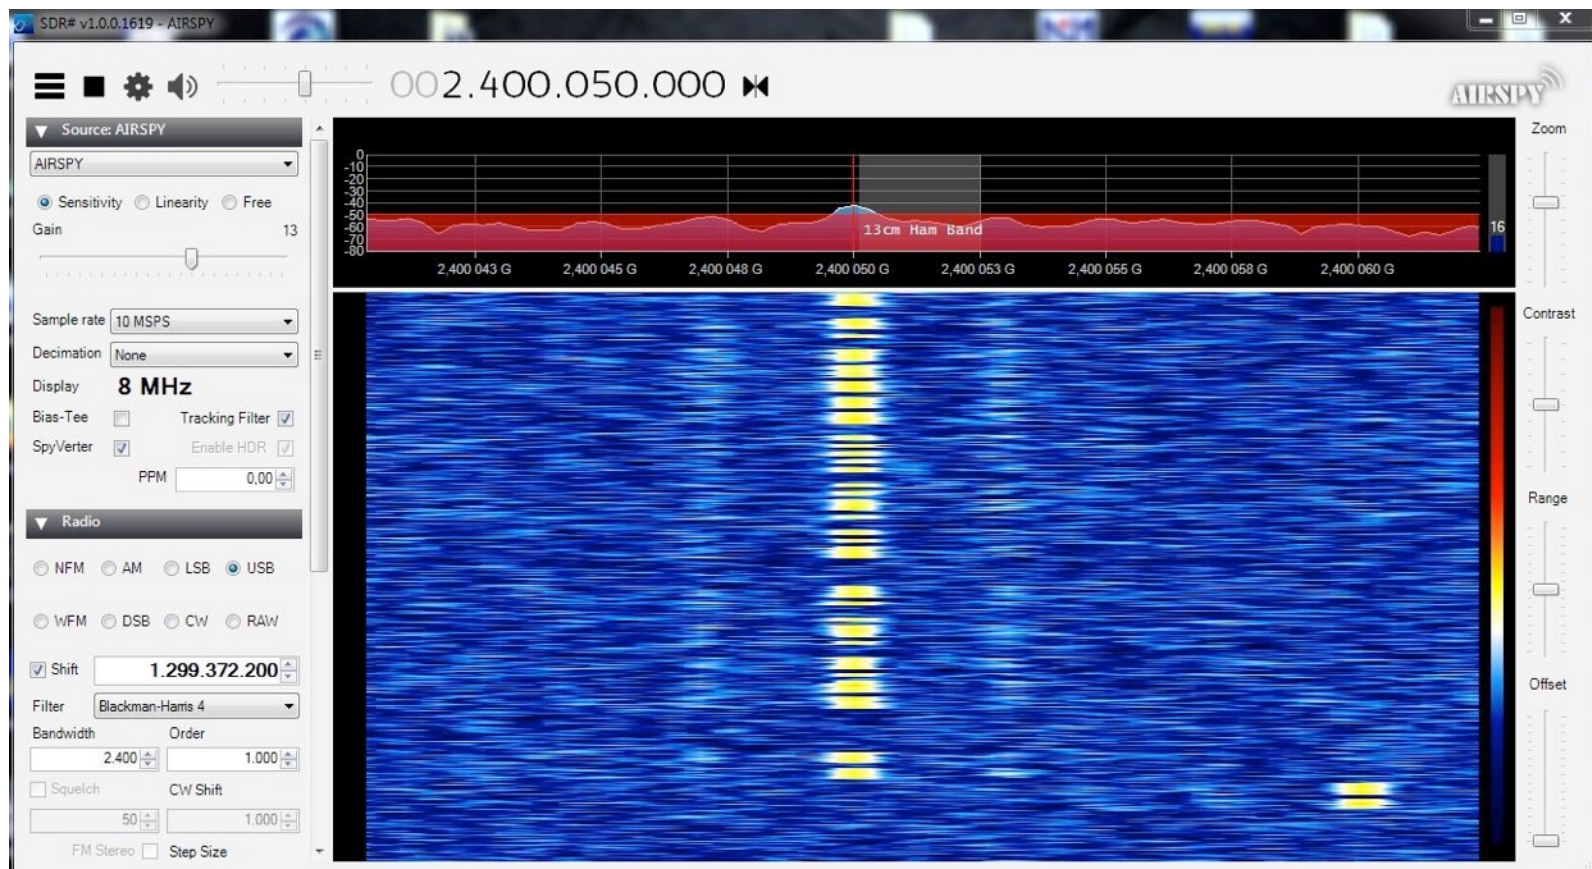 SDR# v1.0.0.1619 - AIRSPY
002.400.050.000
AIRSPY
Source: AIRSPY
AIRSPY
Sensitivity Linearity Free
Gain 13
Sample rate 10 MSPS
Decimation None
Display 8 MHz
Bias-Tee Tracking Filter
SpyVerter Enable HDR
PPM 0,00
Radio
NFM AM LSB USB
WFM DSB CW RAW
Shift 1.299.372.200
Filter Blackman-Harris 4
Bandwidth Order
2.400 1.000
Squelch CW Shift
50 1.000
FM Stereo Step Size
0
-10
-20
-30
-40
-50
-60
-70
-80
13cm Ham Band
16
2,400 043 G 2,400 045 G 2,400 048 G 2,400 050 G 2,400 053 G 2,400 055 G 2,400 058 G 2,400 060 G
Zoom
Contrast
Range
Offset